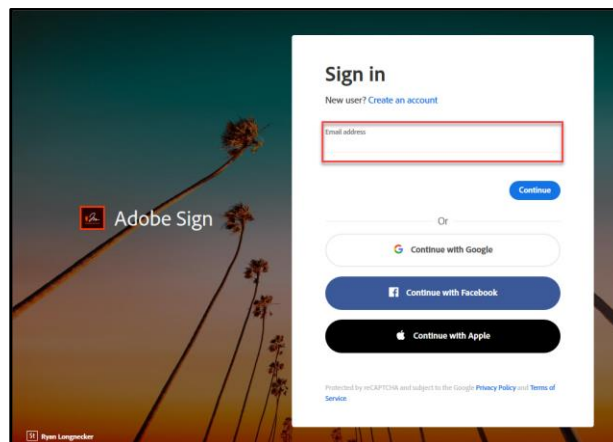 Sign in
New user? Create an account
Email address
Continue
Adobe Sign
Or
Continue with Google
Continue with Facebook
Continue with Apple
Protected by reCAPTCHA and subject to the Google Privacy Policy and Terms of
Service.
St Ryan Longnecker